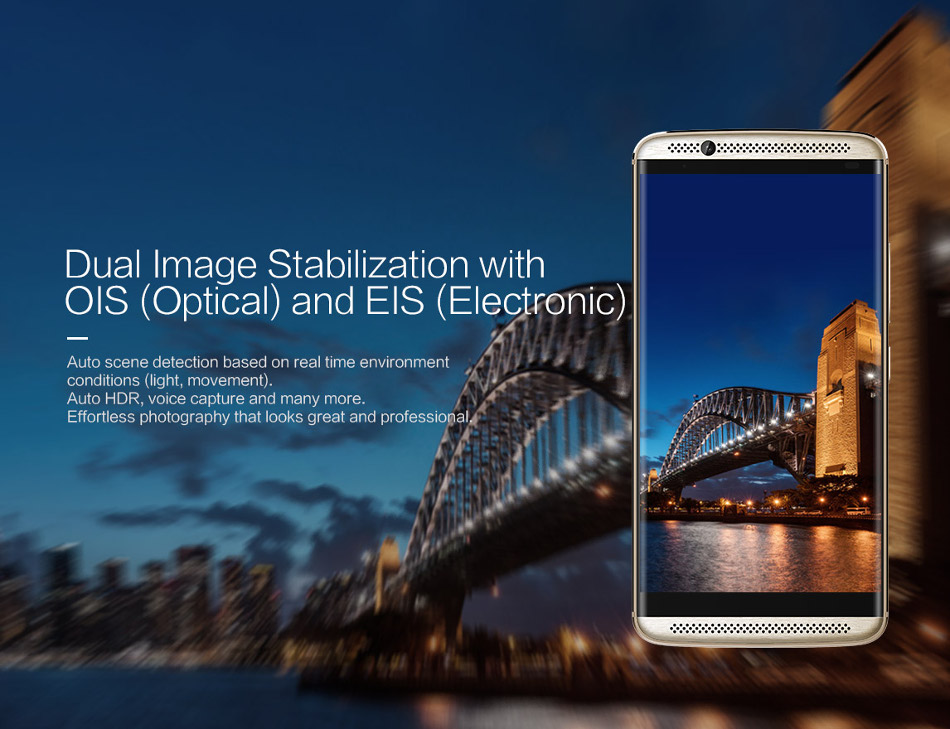 Dual Image Stabilization with
OIS (Optical) and EIS (Electronic)
Auto scene detection based on real time environment
conditions (light, movement).
Auto HDR, voice capture and many more.
Effortless photography that looks great and professional.